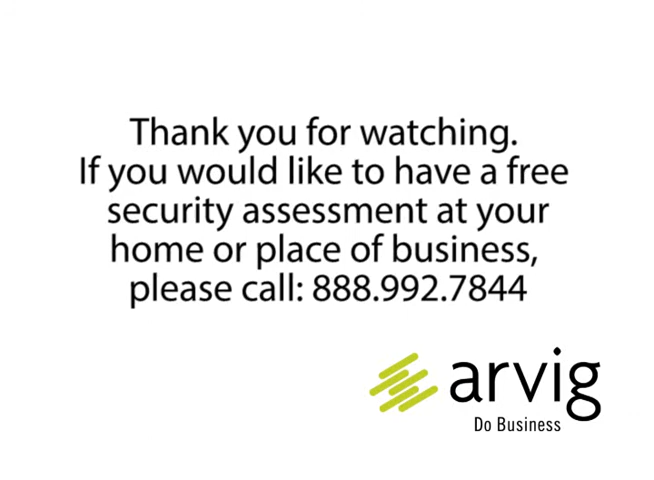 Thank you for watching.
If you would like to have a free
security assessment at your
home or place of business,
please call: 888.992.7844
arvig
Do Business